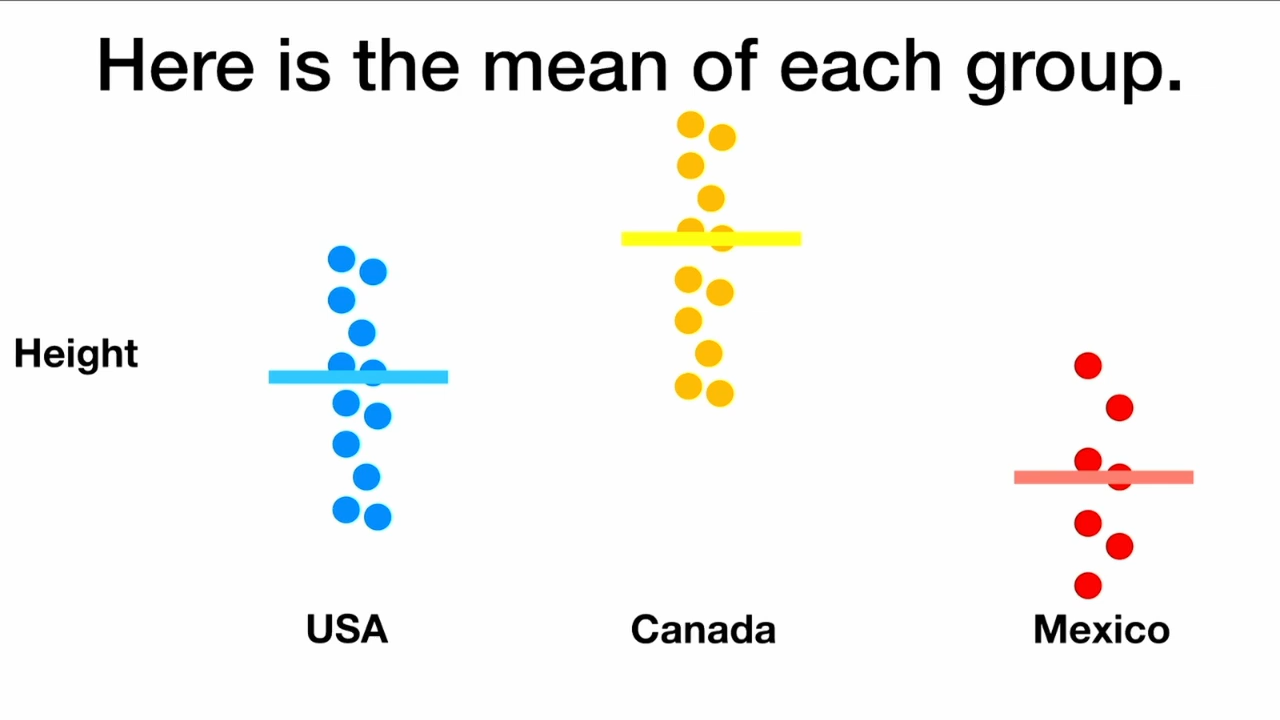 Here is the mean of each group.
Height
USA
Canada
Mexico